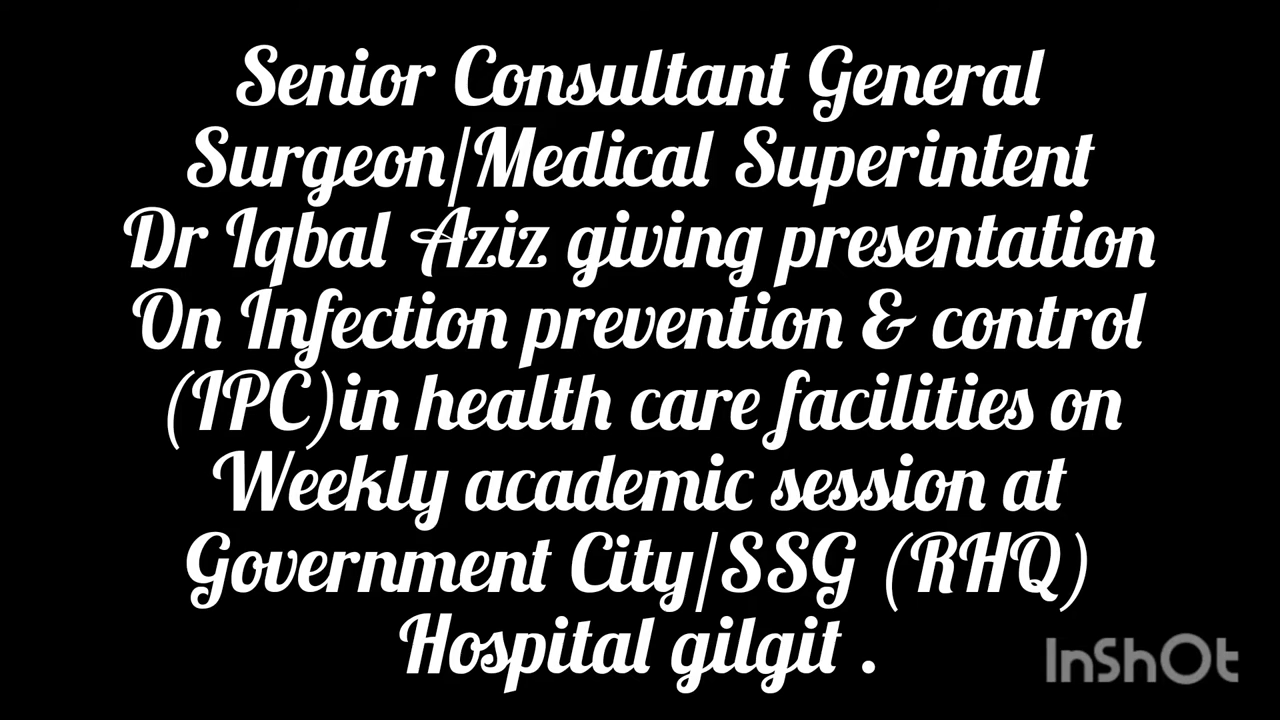 Senior Consultant General
Surgeon/Medical Superintent
Dr Iqbal Aziz giving presentation
On Infection prevention & control
(IPC)in health care facilities on
Weekly academic session at
Government City/SSG (RHQ)
Hospital gilgit .
InShOt